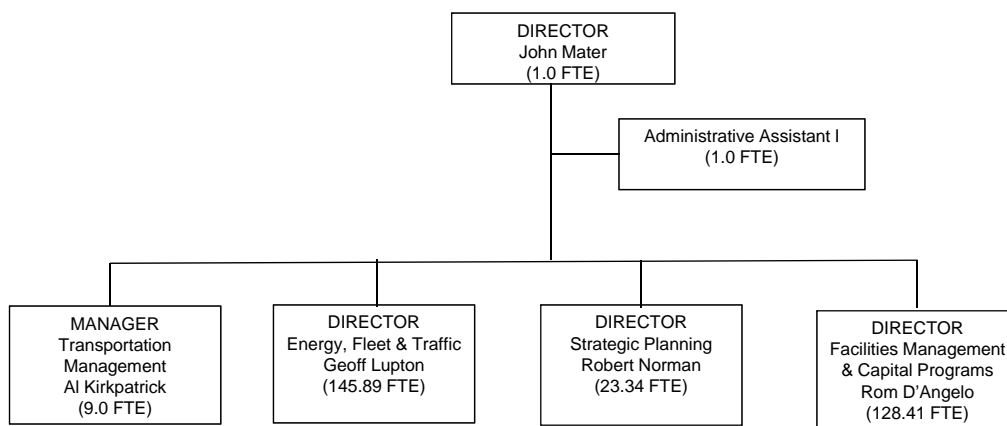 DIRECTOR
John Mater
(1.0 FTE)
Administrative Assistant I
(1.0 FTE)
MANAGER
Transportation
Management
Al Kirkpatrick
(9.0 FTE)
DIRECTOR
Energy, Fleet & Traffic
Geoff Lupton
(145.89 FTE)
DIRECTOR
Strategic Planning
Robert Norman
(23.34 FTE)
DIRECTOR
Facilities Management
& Capital Programs
Rom D'Angelo
(128.41 FTE)